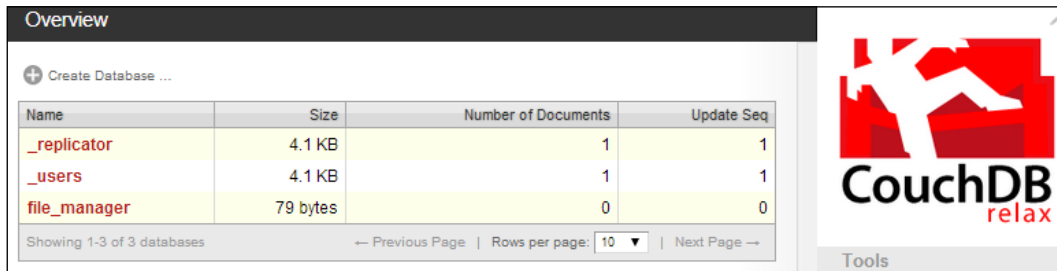 Overview
Create Database ...
Name Size Number of Documents Update Seq
_replicator 4.1 KB 1 1
_users 4.1 KB 1 1
file_manager 79 bytes 0 0
Showing 1-3 of 3 databases ← Previous Page | Rows per page: 10 ▼ | Next Page →
CouchDB
relax
Tools